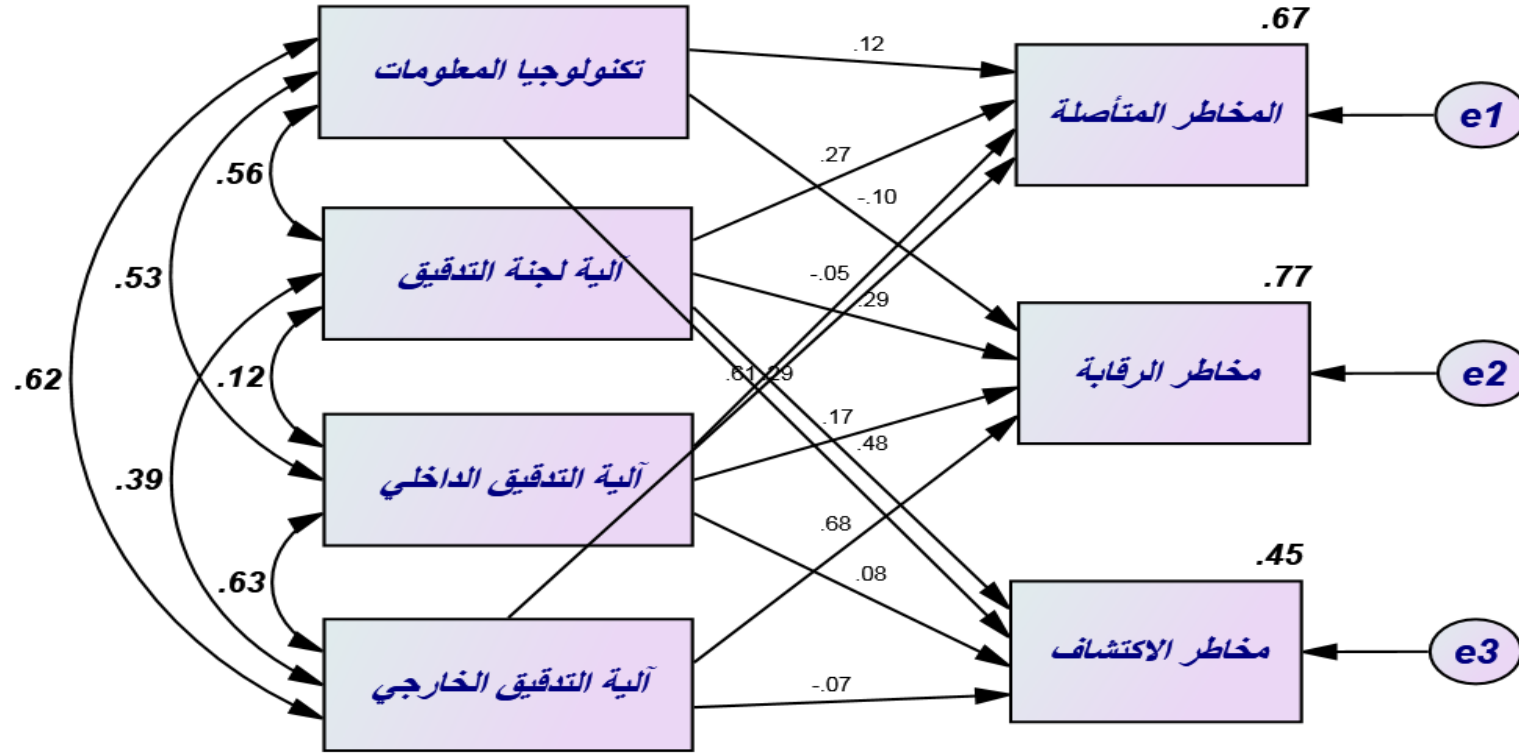 .67
تكنولوجيا المعلومات
.12
المخاطر المتأصلة
e1
.56
.27
-.10
آلية لجنة التدقيق
.53
-.05
.29
.77
مخاطر الرقابة
e2
.62
.12
.61
.29
.17
.48
.39
آلية التدقيق الداخلي
.68
.08
.45
.63
مخاطر الاكتشاف
e3
آلية التدقيق الخارجي
-.07